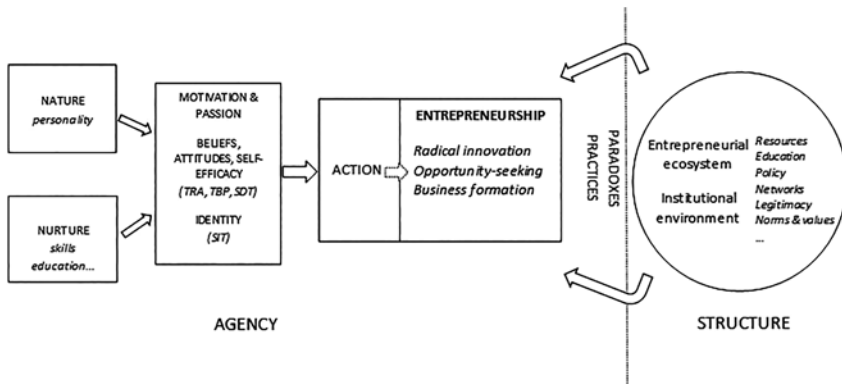 NATURE
personality
NURTURE
skills
education...
MOTIVATION &
PASSION
BELIEFS,
ATTITUDES, SELF-
EFFICACY
(TRA, TBP, SDT)
IDENTITY
(SIT)
ACTION
ENTREPRENEURSHIP
Radical innovation
Opportunity-seeking
Business formation
PARADOXES
PRACTICES
Entrepreneurial
ecosystem
Institutional
environment
Resources
Education
Policy
Networks
Legitimacy
Norms & values
...
AGENCY
STRUCTURE